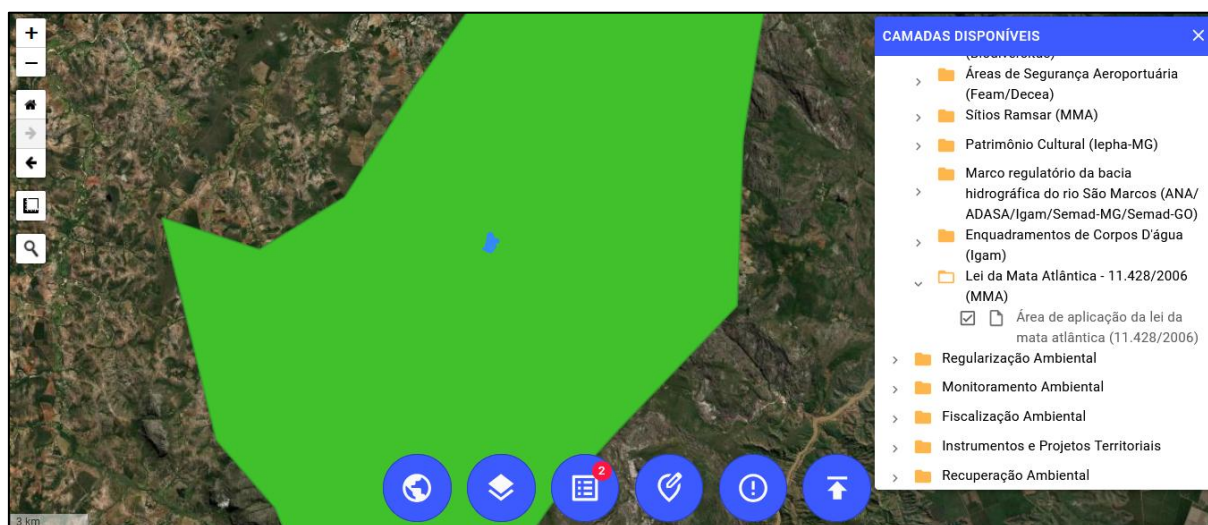 CAMADAS DISPONÍVEIS
(Biodiversitas)
Áreas de Segurança Aeroportuária
(Feam/Decea)
Sítios Ramsar (MMA)
Patrimônio Cultural (Iepha-MG)
Marco regulatório da bacia
hidrográfica do rio São Marcos (ANA/
ADASA/Igam/Semad-MG/Semad-GO)
Enquadramentos de Corpos D'água
(Igam)
Lei da Mata Atlântica - 11.428/2006
(MMA)
Área de aplicação da lei da
mata atlântica (11.428/2006)
Regularização Ambiental
Monitoramento Ambiental
Fiscalização Ambiental
Instrumentos e Projetos Territoriais
Recuperação Ambiental
2
3 km